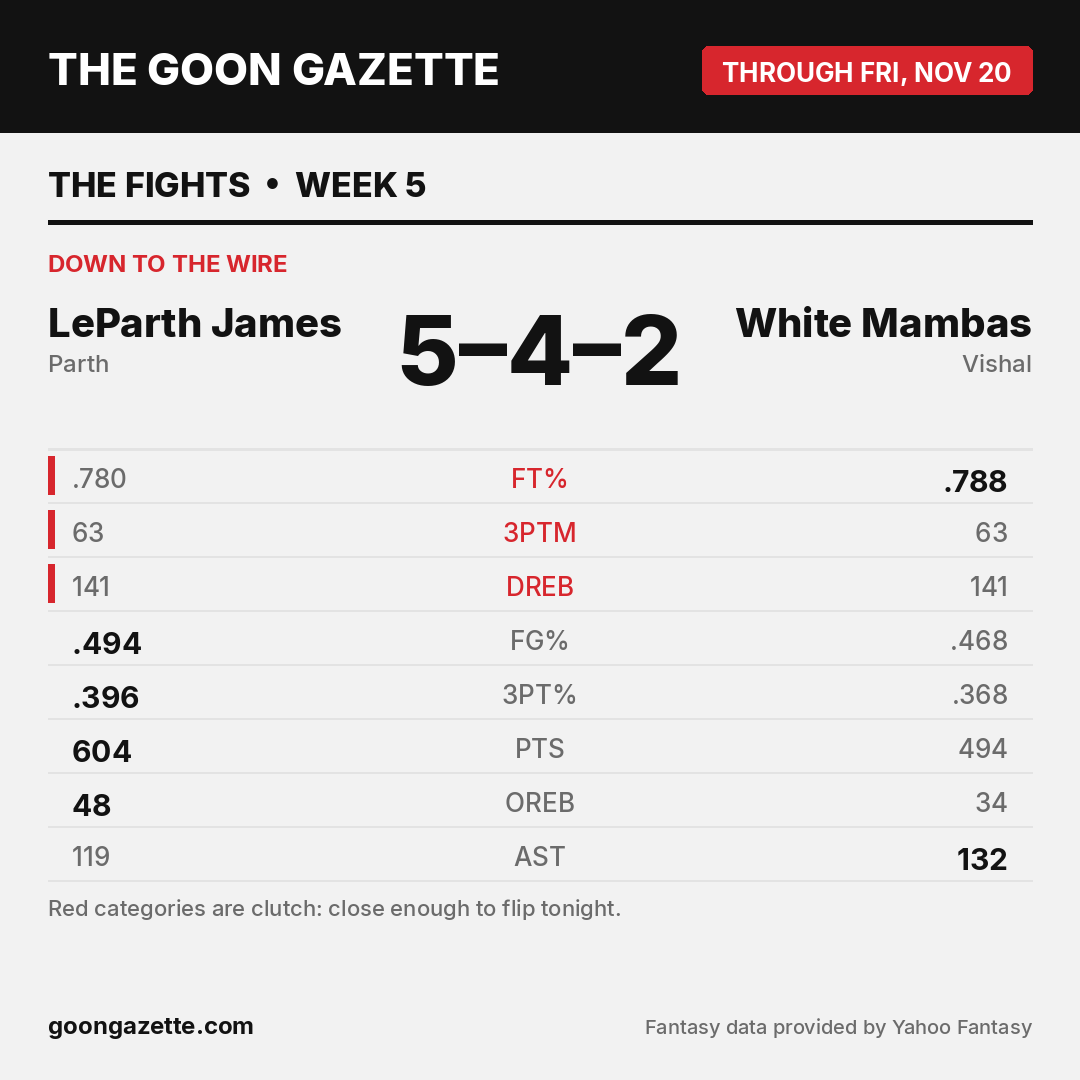 THE GOON GAZETTE
THROUGH FRI, NOV 20
THE FIGHTS • WEEK 5
DOWN TO THE WIRE
LeParth James 5–4–2 White Mambas
Parth Vishal
.780 FT% .788
63 3PTM 63
141 DREB 141
.494 FG% .468
.396 3PT% .368
604 PTS 494
48 OREB 34
119 AST 132
Red categories are clutch: close enough to flip tonight.
goongazette.com Fantasy data provided by Yahoo Fantasy